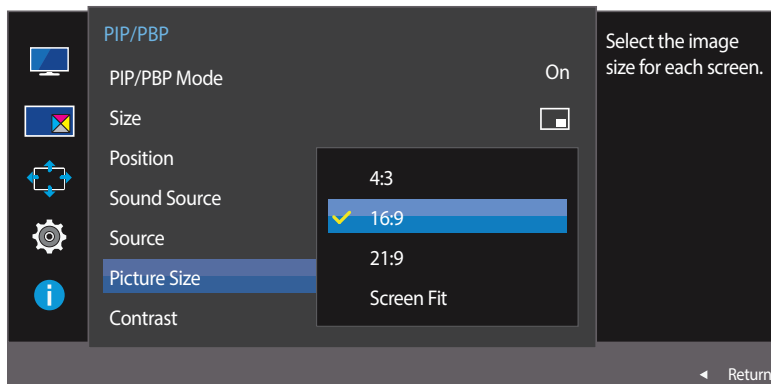 PIP/PBP
PIP/PBP Mode On
Size
Position
Sound Source
Source
Picture Size
Contrast
4:3
16:9
21:9
Screen Fit
Select the image
size for each screen.
Return